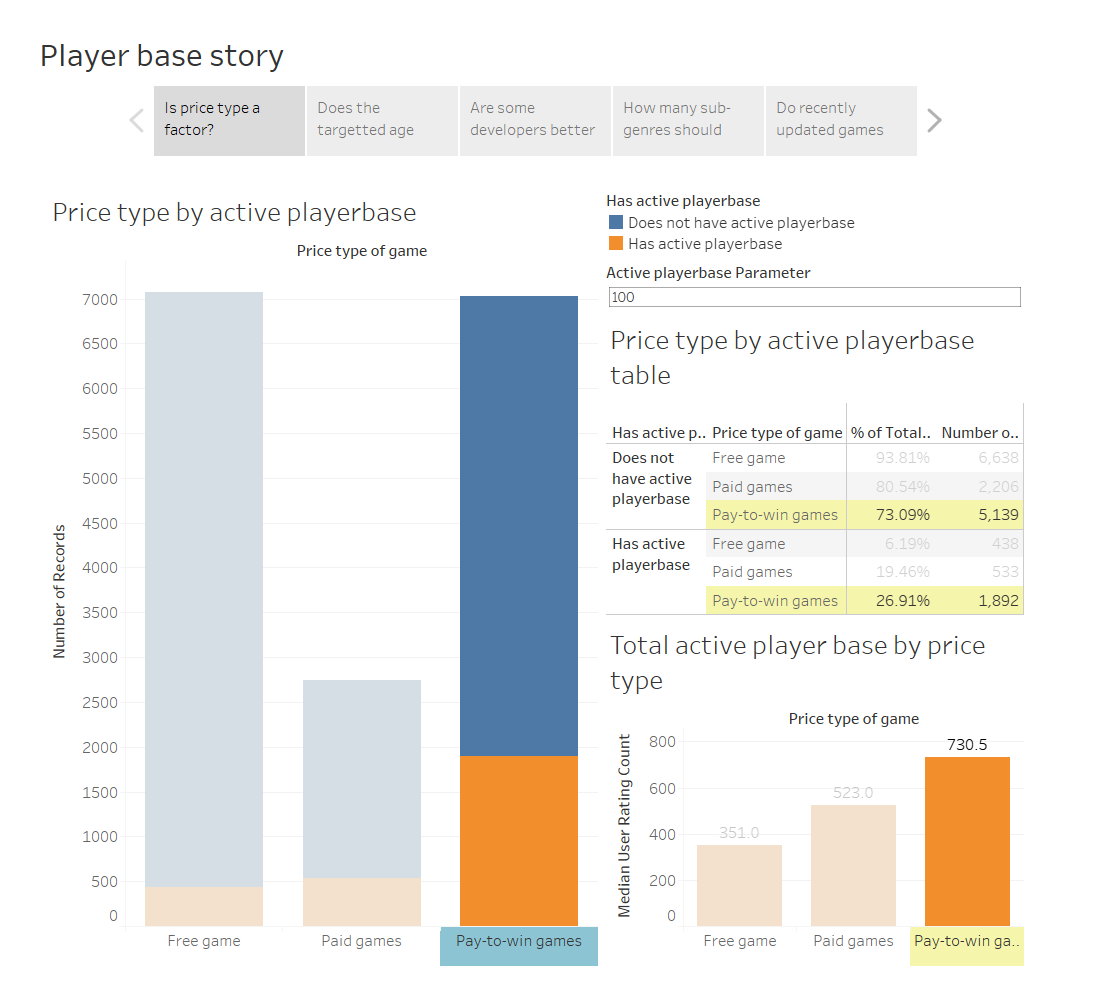 Player base story
Is price type a
factor?
Does the
targetted age
Are some
developers better
How many sub-
genres should
Do recently
updated games
Price type by active playerbase
Price type of game
Number of Records
7000
6500
6000
5500
5000
4500
4000
3500
3000
2500
2000
1500
1000
500
0
Free game
Paid games
Pay-to-win games
Has active playerbase
Does not have active playerbase
Has active playerbase
Active playerbase Parameter
100
Price type by active playerbase
table
Has active p.. Price type of game % of Total.. Number o..
Does not
have active
playerbase
Free game 93.81% 6,638
Paid games 80.54% 2,206
Pay-to-win games 73.09% 5,139
Has active
playerbase
Free game 6.19% 438
Paid games 19.46% 533
Pay-to-win games 26.91% 1,892
Total active player base by price
type
Price type of game
Median User Rating Count
800
600
400
200
0
351.0
523.0
730.5
Free game
Paid games
Pay-to-win ga..